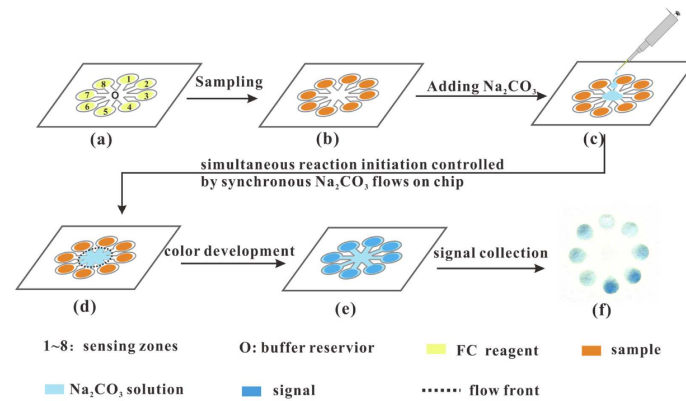 8 1 2
7 O 3
6 5 4
Sampling
Adding Na₂CO₃
(a)
(b)
(c)
simultaneous reaction initiation controlled
by synchronous Na₂CO₃ flows on chip
color development
signal collection
(d)
(e)
(f)
1~8: sensing zones
O: buffer reservior
FC reagent
sample
Na₂CO₃ solution
signal
flow front